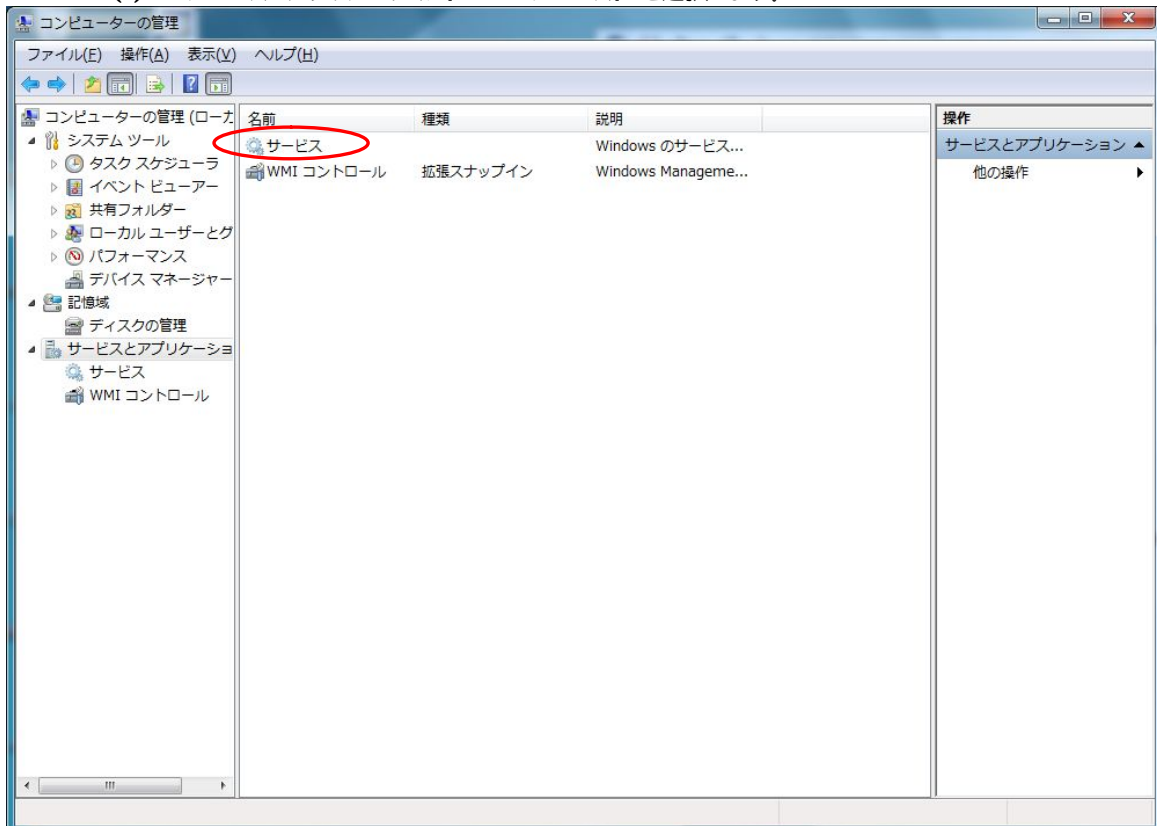 コンピューターの管理
ファイル(F) 操作(A) 表示(V) ヘルプ(H)
コンピューターの管理 (ローカ
システム ツール
タスク スケジューラ
イベント ビューアー
共有フォルダー
ローカル ユーザーとグ
パフォーマンス
デバイス マネージャー
記憶域
ディスクの管理
サービスとアプリケーショ
サービス
WMI コントロール
名前 種類 説明
サービス Windows のサービス...
WMI コントロール 拡張スナップイン Windows Manageme...
操作
サービスとアプリケーション
他の操作